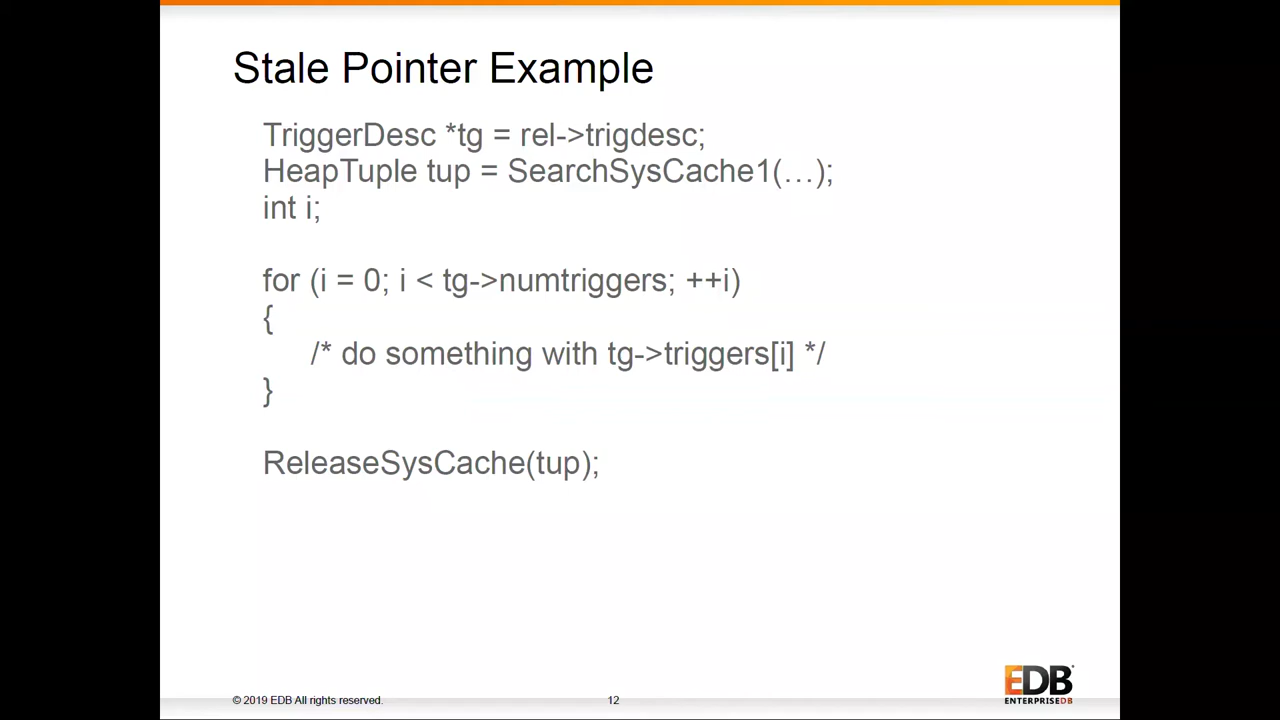 Stale Pointer Example
TriggerDesc *tg = rel->trigdesc;
HeapTuple tup = SearchSysCache1(…);
int i;
for (i = 0; i < tg->numtriggers; ++i)
{
/* do something with tg->triggers[i] */
}
ReleaseSysCache(tup);
© 2019 EDB All rights reserved.
12
EDB
ENTERPRISEDB